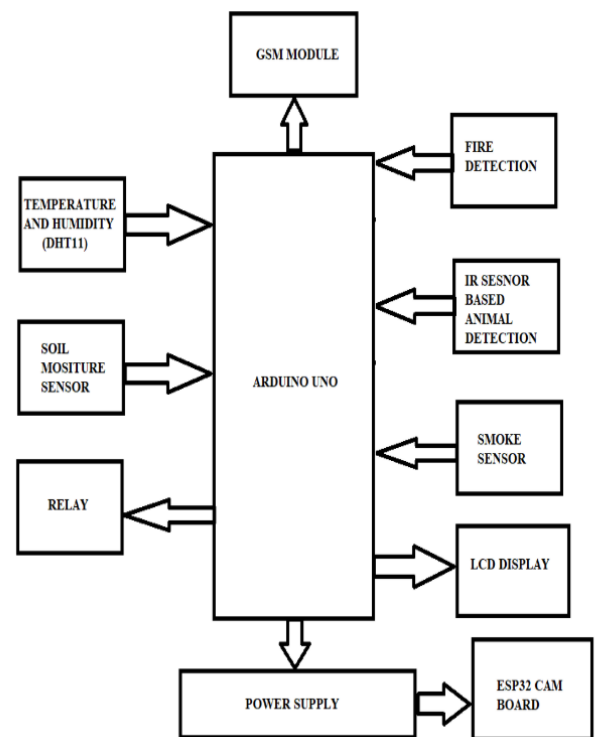 GSM MODULE
FIRE
DETECTION
TEMPERATURE
AND HUMIDITY
(DHT11)
IR SESNOR
BASED
ANIMAL
DETECTION
SOIL
MOSITURE
SENSOR
ARDUINO UNO
SMOKE
SENSOR
RELAY
LCD DISPLAY
POWER SUPPLY
ESP32 CAM
BOARD